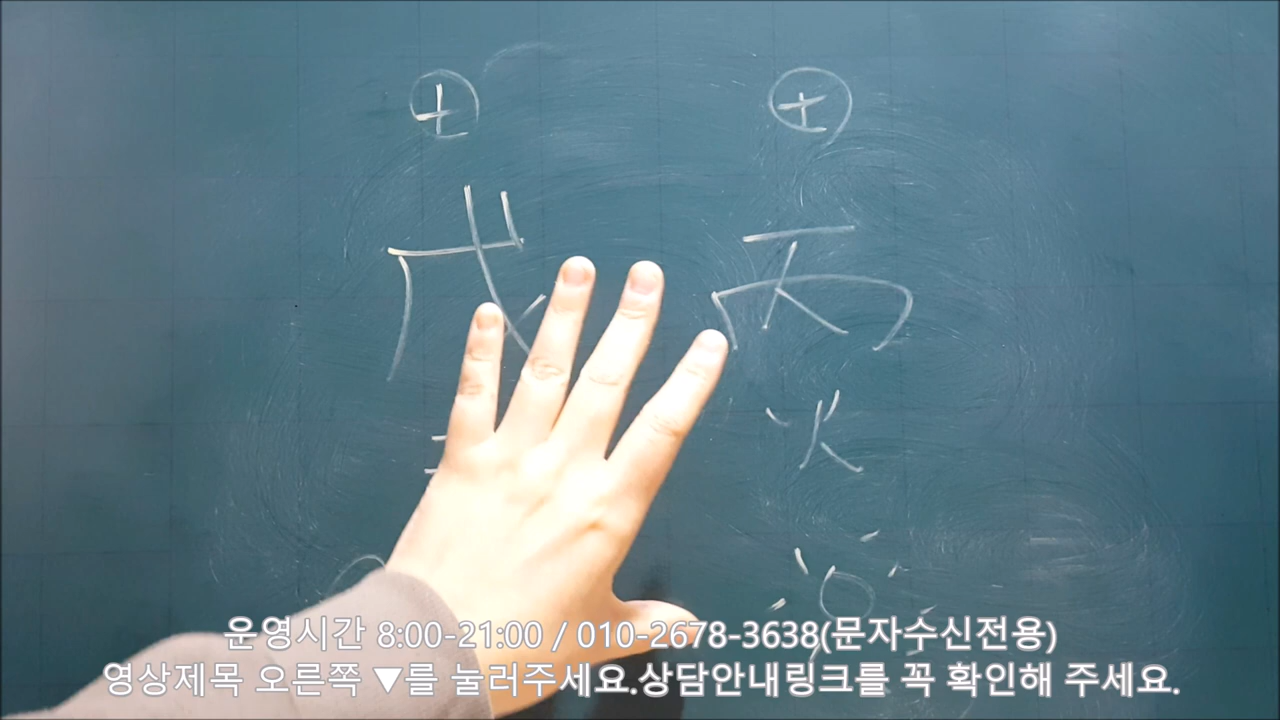 戊 丙
火
운영시간 8:00-21:00 / 010-2678-3638(문자수신전용)
영상제목 오른쪽 ▼를 눌러주세요.상담안내링크를 꼭 확인해 주세요.